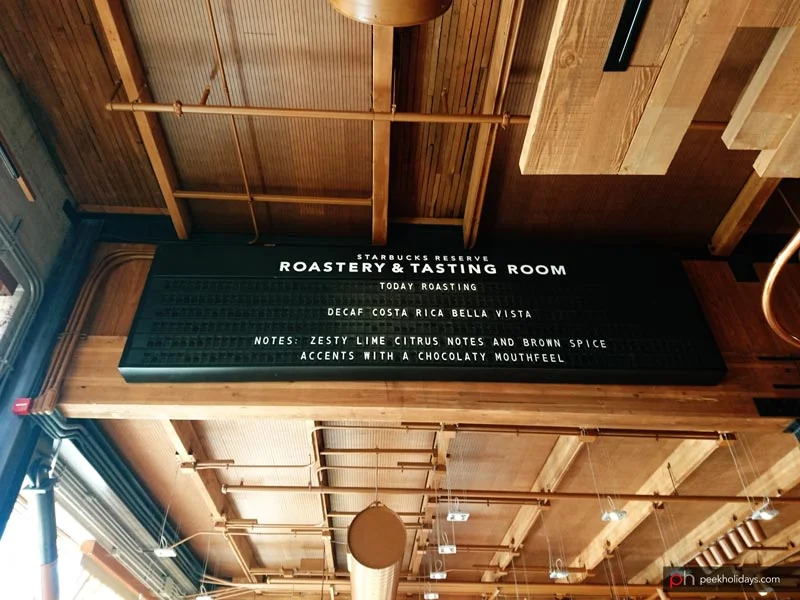 STARBUCKS RESERVE
ROASTERY & TASTING ROOM
TODAY ROASTING
DECAF COSTA RICA BELLA VISTA
NOTES: ZESTY LIME CITRUS NOTES AND BROWN SPICE
ACCENTS WITH A CHOCOLATY MOUTHFEEL
ph peekholidays.com